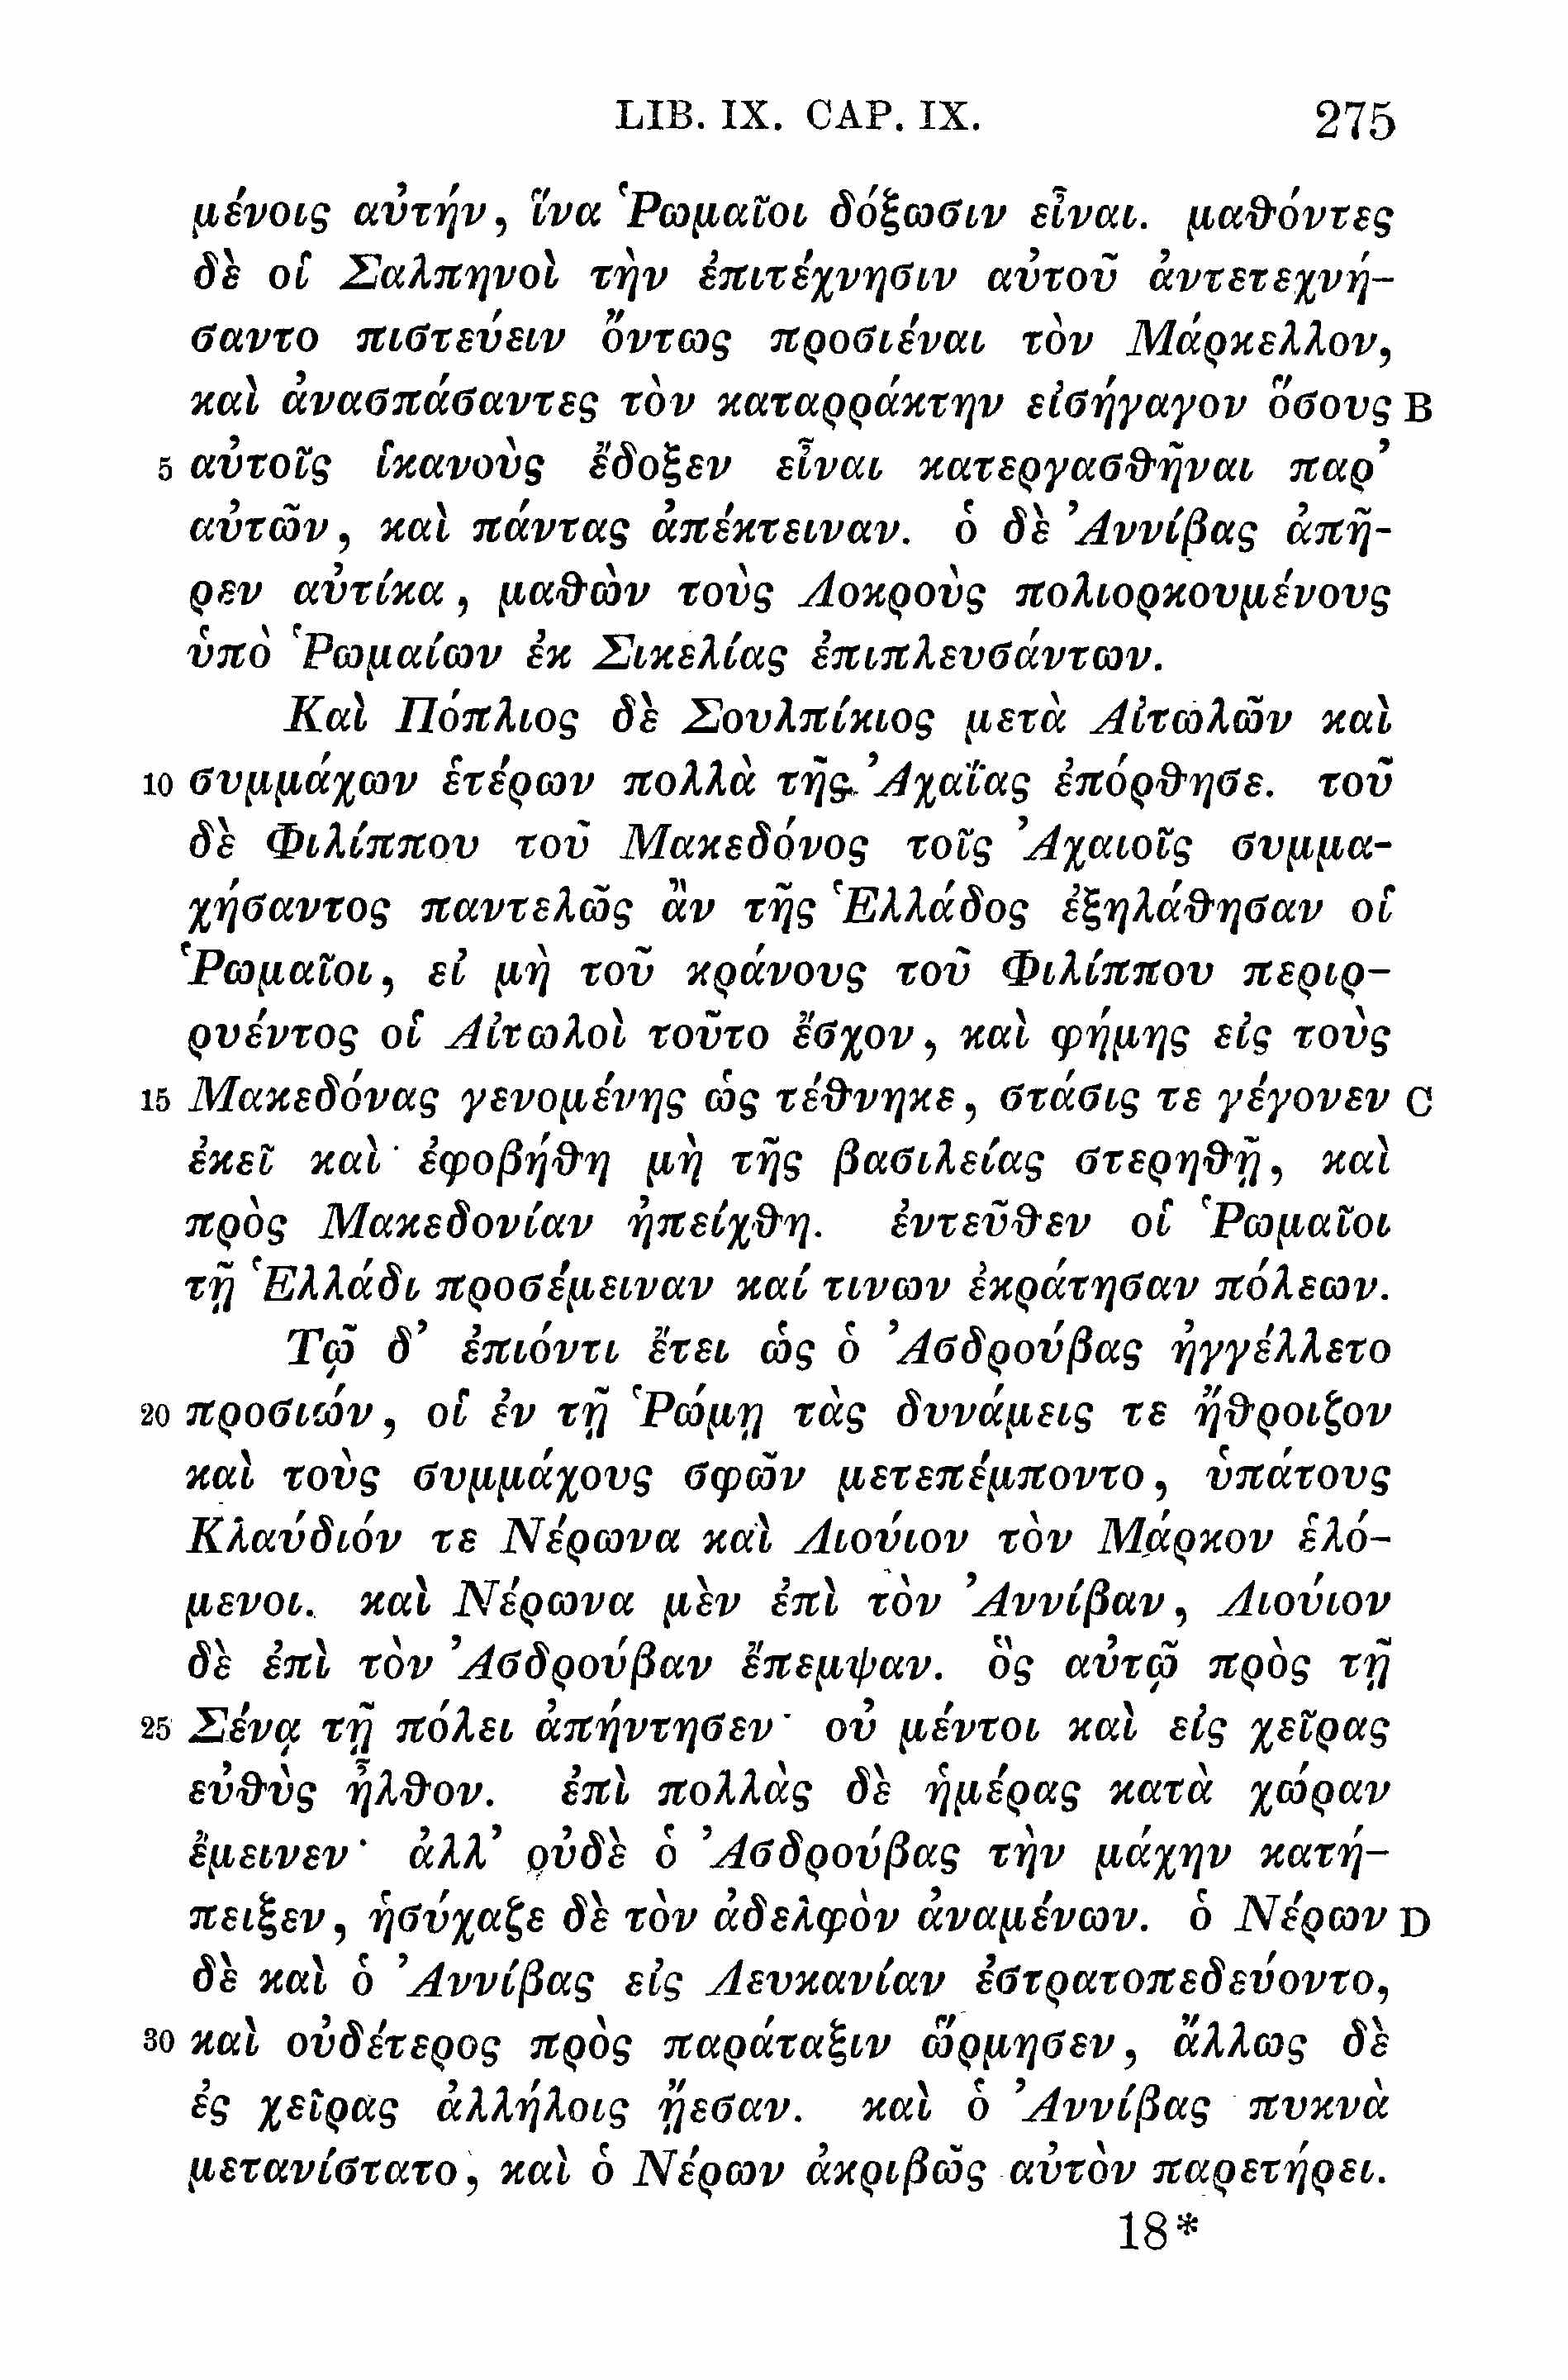 LIB. IX. CAP. IX. 275
μένοις αὐτήν, ἵνα Ῥωμαῖοι δόξωσιν εἶναι. μαθόντες
δὲ οἱ Σαλπηνοὶ τὴν ἐπιτέχνησιν αὐτοῦ ἀντετεχνή-
σαντο πιστεύειν ὄντως προσιέναι τὸν Μάρκελλον,
καὶ ἀνασπάσαντες τὸν καταρράκτην εἰσήγαγον ὅσους B
5 αὐτοῖς ἱκανοὺς ἔδοξεν εἶναι κατεργασθῆναι παρ’
αὐτῶν, καὶ πάντας ἀπέκτειναν. ὁ δὲ Ἀννίβας ἀπῆ-
ρεν αὐτίκα, μαθὼν τοὺς Λοκροὺς πολιορκουμένους
ὑπὸ Ῥωμαίων ἐκ Σικελίας ἐπιπλευσάντων.
Καὶ Πόπλιος δὲ Σουλπίκιος μετὰ Αἰτωλῶν καὶ
10 συμμάχων ἑτέρων πολλὰ τῆς Ἀχαΐας ἐπόρθησε. τοῦ
δὲ Φιλίππου τοῦ Μακεδόνος τοῖς Ἀχαιοῖς συμμα-
χήσαντος παντελῶς ἂν τῆς Ἑλλάδος ἐξηλάθησαν οἱ
Ῥωμαῖοι, εἰ μὴ τοῦ κράνους τοῦ Φιλίππου περιρ-
ρυέντος οἱ Αἰτωλοὶ τοῦτο ἔσχον, καὶ φήμης εἰς τοὺς
15 Μακεδόνας γενομένης ὡς τέθνηκε, στάσις τε γέγονεν C
ἐκεῖ καὶ ἐφοβήθη μὴ τῆς βασιλείας στερηθῇ, καὶ
πρὸς Μακεδονίαν ἠπείχθη. ἐντεῦθεν οἱ Ῥωμαῖοι
τῇ Ἑλλάδι προσέμειναν καί τινων ἐκράτησαν πόλεων.
Τῷ δ’ ἐπιόντι ἔτει ὡς ὁ Ἀσδρούβας ἠγγέλλετο
20 προσιών, οἱ ἐν τῇ Ῥώμῃ τὰς δυνάμεις τε ἤθροιζον
καὶ τοὺς συμμάχους σφῶν μετεπέμποντο, ὑπάτους
Κλαύδιόν τε Νέρωνα καὶ Λιούιον τὸν Μάρκον ἑλό-
μενοι. καὶ Νέρωνα μὲν ἐπὶ τὸν Ἀννίβαν, Λιούιον
δὲ ἐπὶ τὸν Ἀσδρούβαν ἔπεμψαν. ὃς αὐτῷ πρὸς τῇ
25 Σένᾳ τῇ πόλει ἀπήντησεν· οὐ μέντοι καὶ εἰς χεῖρας
εὐθὺς ἦλθον. ἐπὶ πολλὰς δὲ ἡμέρας κατὰ χώραν
ἔμεινεν· ἀλλ’ οὐδὲ ὁ Ἀσδρούβας τὴν μάχην κατή-
πειξεν, ἡσύχαζε δὲ τὸν ἀδελφὸν ἀναμένων. ὁ Νέρων D
δὲ καὶ ὁ Ἀννίβας εἰς Λευκανίαν ἐστρατοπεδεύοντο,
30 καὶ οὐδέτερος πρὸς παράταξιν ὥρμησεν, ἄλλως δὲ
ἐς χεῖρας ἀλλήλοις ᾔεσαν. καὶ ὁ Ἀννίβας πυκνὰ
μετανίστατο, καὶ ὁ Νέρων ἀκριβῶς αὐτὸν παρετήρει.
18*